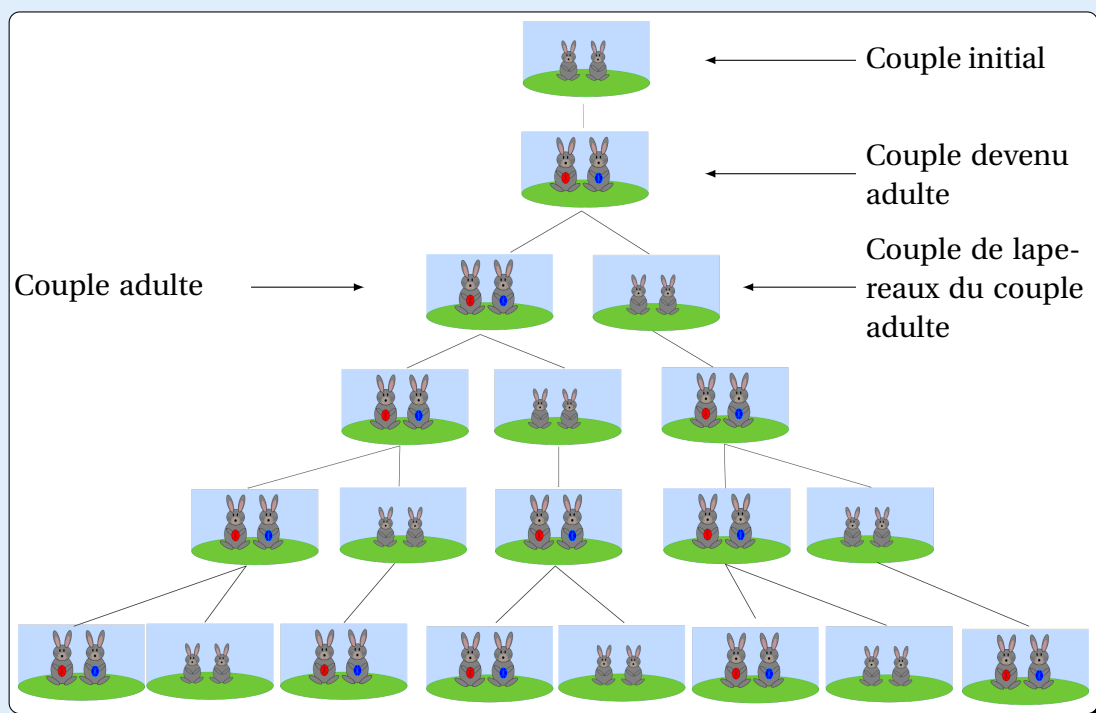 Couple initial
Couple devenu
adulte
Couple adulte
Couple de lape-
reaux du couple
adulte